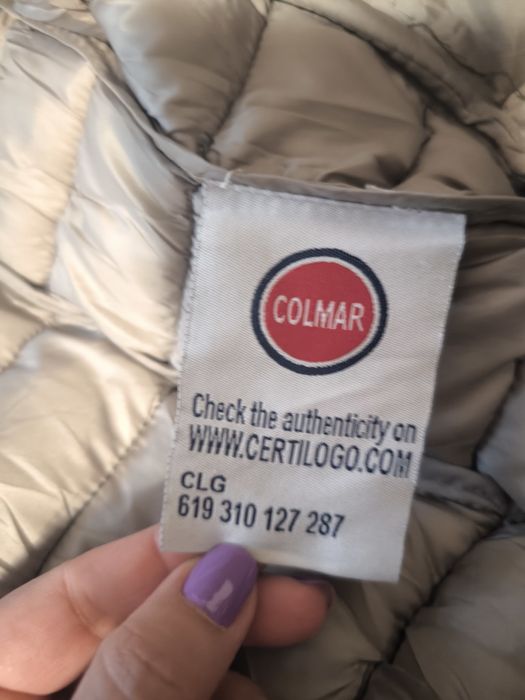 COLMAR
Check the authenticity on
WWW.CERTILOGO.COM
CLG
619 310 127 287